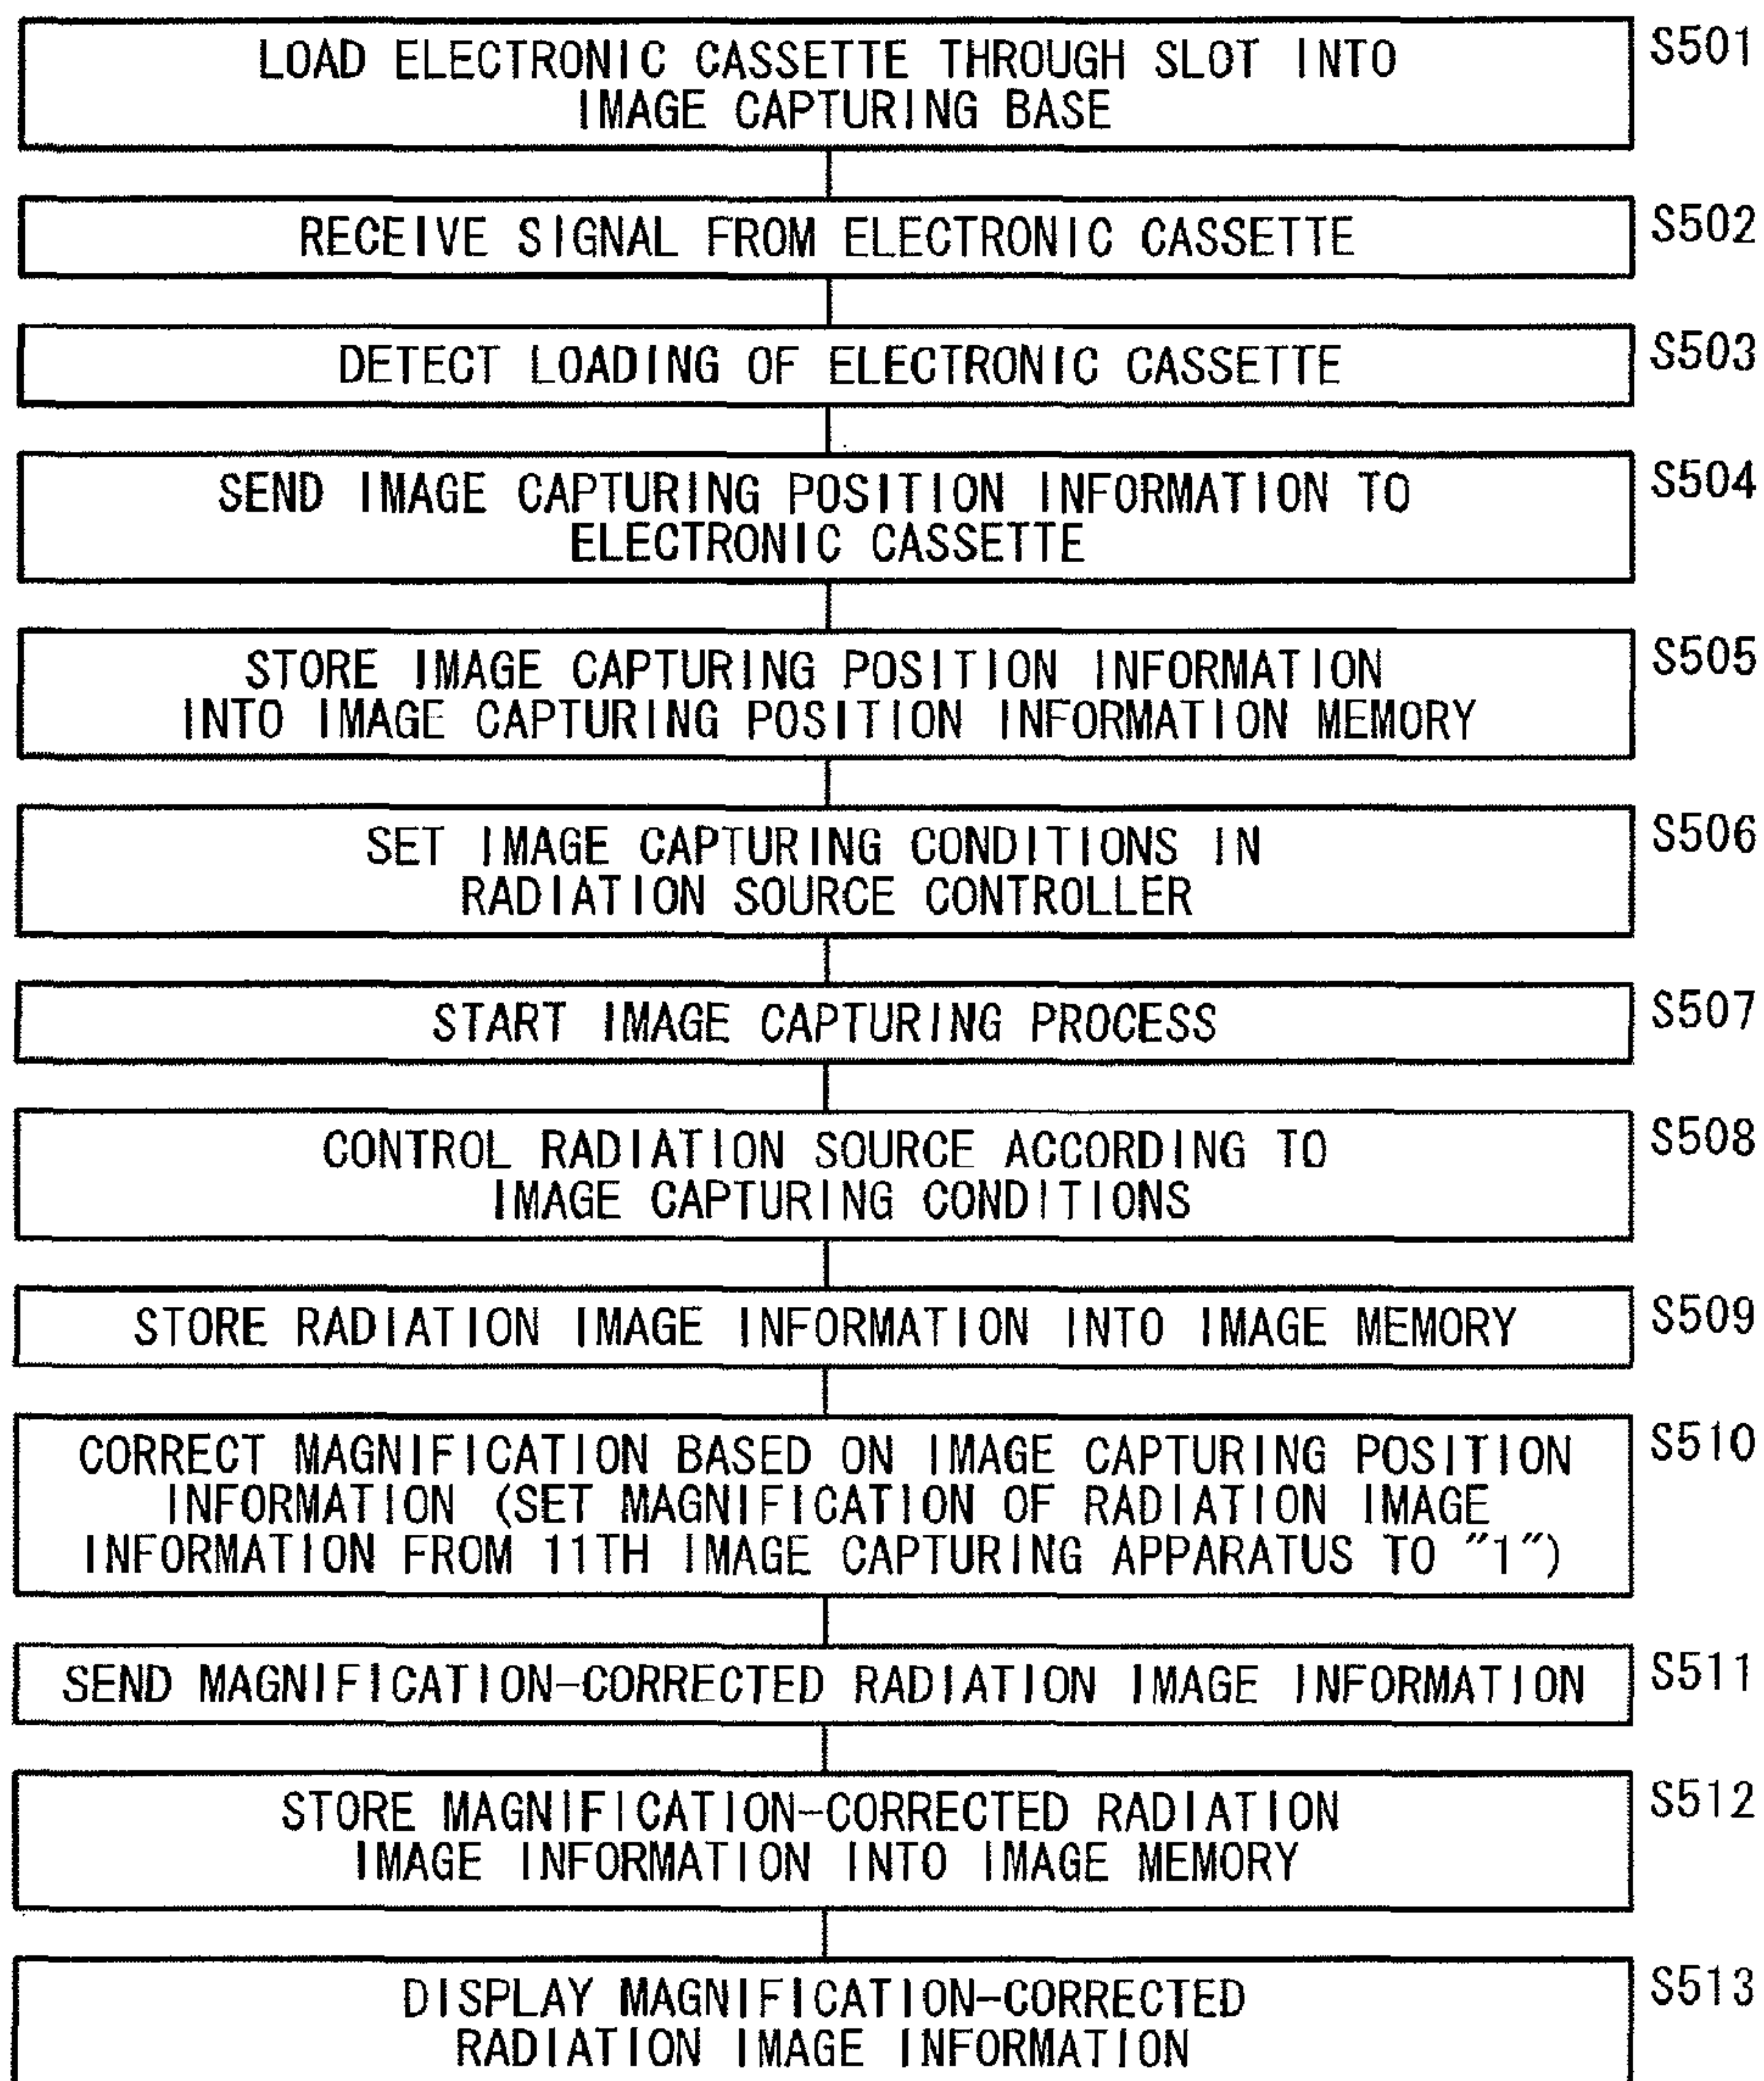 LOAD ELECTRONIC CASSETTE THROUGH SLOT INTO
IMAGE CAPTURING BASE
S501
RECEIVE SIGNAL FROM ELECTRONIC CASSETTE
S502
DETECT LOADING OF ELECTRONIC CASSETTE
S503
SEND IMAGE CAPTURING POSITION INFORMATION TO
ELECTRONIC CASSETTE
S504
STORE IMAGE CAPTURING POSITION INFORMATION
INTO IMAGE CAPTURING POSITION INFORMATION MEMORY
S505
SET IMAGE CAPTURING CONDITIONS IN
RADIATION SOURCE CONTROLLER
S506
START IMAGE CAPTURING PROCESS
S507
CONTROL RADIATION SOURCE ACCORDING TO
IMAGE CAPTURING CONDITIONS
S508
STORE RADIATION IMAGE INFORMATION INTO IMAGE MEMORY
S509
CORRECT MAGNIFICATION BASED ON IMAGE CAPTURING POSITION
INFORMATION (SET MAGNIFICATION OF RADIATION IMAGE
INFORMATION FROM 11TH IMAGE CAPTURING APPARATUS TO "1")
S510
SEND MAGNIFICATION-CORRECTED RADIATION IMAGE INFORMATION
S511
STORE MAGNIFICATION-CORRECTED RADIATION
IMAGE INFORMATION INTO IMAGE MEMORY
S512
DISPLAY MAGNIFICATION-CORRECTED
RADIATION IMAGE INFORMATION
S513